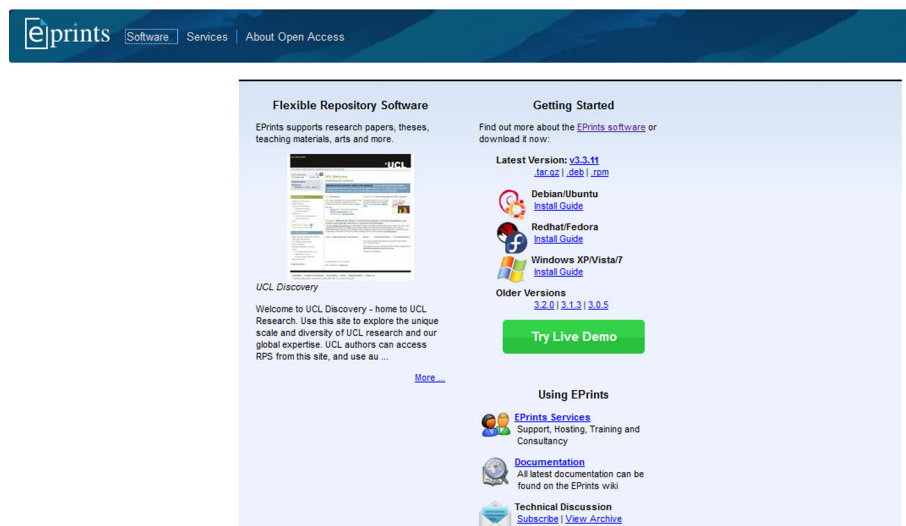 eprints Software Services About Open Access
Flexible Repository Software
EPrints supports research papers, theses,
teaching materials, arts and more.
UCL
UCL Discovery
UCL Discovery
Welcome to UCL Discovery - home to UCL
Research. Use this site to explore the unique
scale and diversity of UCL research and our
global expertise. UCL authors can access
RPS from this site, and use au ...
More ...
Getting Started
Find out more about the EPrints software or
download it now:
Latest Version: v3.3.11
.tar.gz | .deb | .rpm
Debian/Ubuntu
Install Guide
Redhat/Fedora
Install Guide
Windows XP/Vista/7
Install Guide
Older Versions
3.2.0 | 3.1.3 | 3.0.5
Try Live Demo
Using EPrints
EPrints Services
Support, Hosting, Training and
Consultancy
Documentation
All latest documentation can be
found on the EPrints wiki
Technical Discussion
Subscribe | View Archive